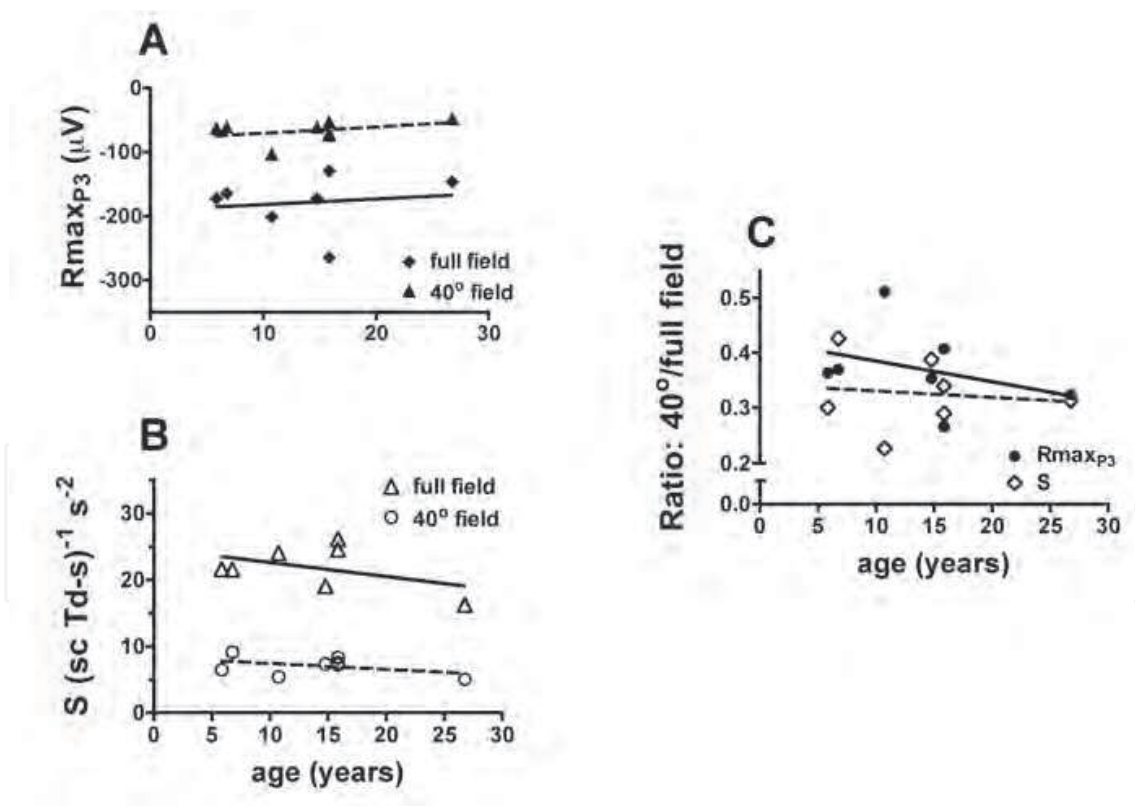 A
0
-100
-200
-300
RmaxP3 (µV)
full field
40° field
0 10 20 30
B
30
20
10
0
S (sc Td-s)-1 s-2
full field
40° field
0 5 10 15 20 25 30
age (years)
C
0.5
0.4
0.3
0.2
0.0
Ratio: 40°/full field
RmaxP3
S
0 5 10 15 20 25 30
age (years)